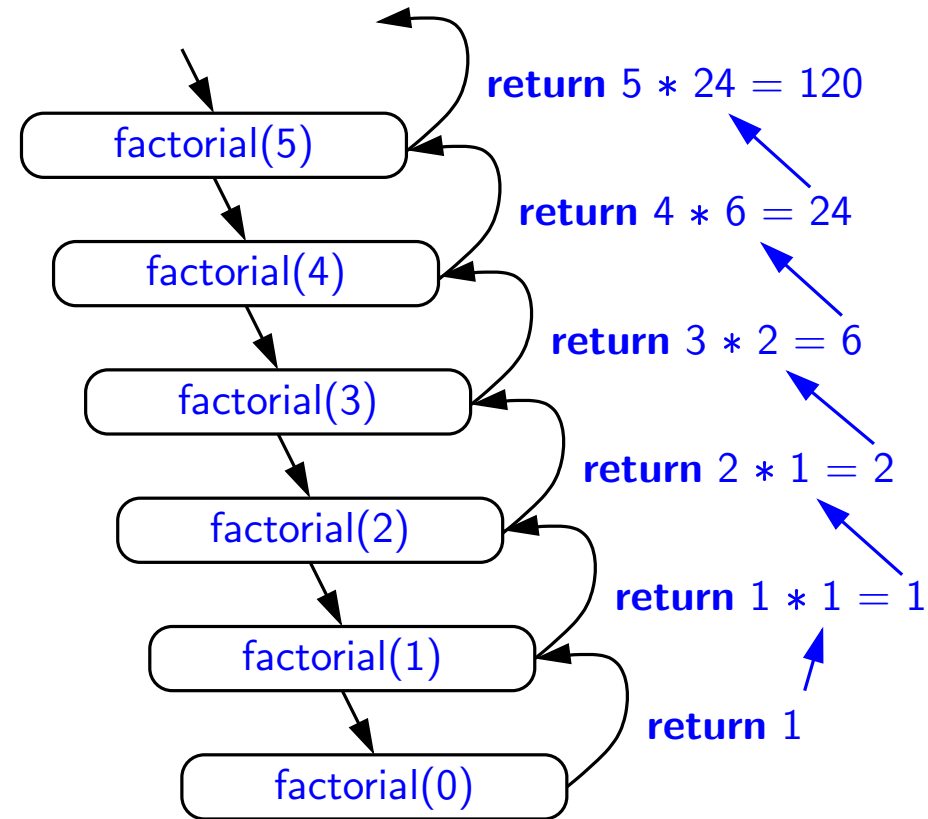 return 5 * 24 = 120
factorial(5)
return 4 * 6 = 24
factorial(4)
return 3 * 2 = 6
factorial(3)
return 2 * 1 = 2
factorial(2)
return 1 * 1 = 1
factorial(1)
return 1
factorial(0)